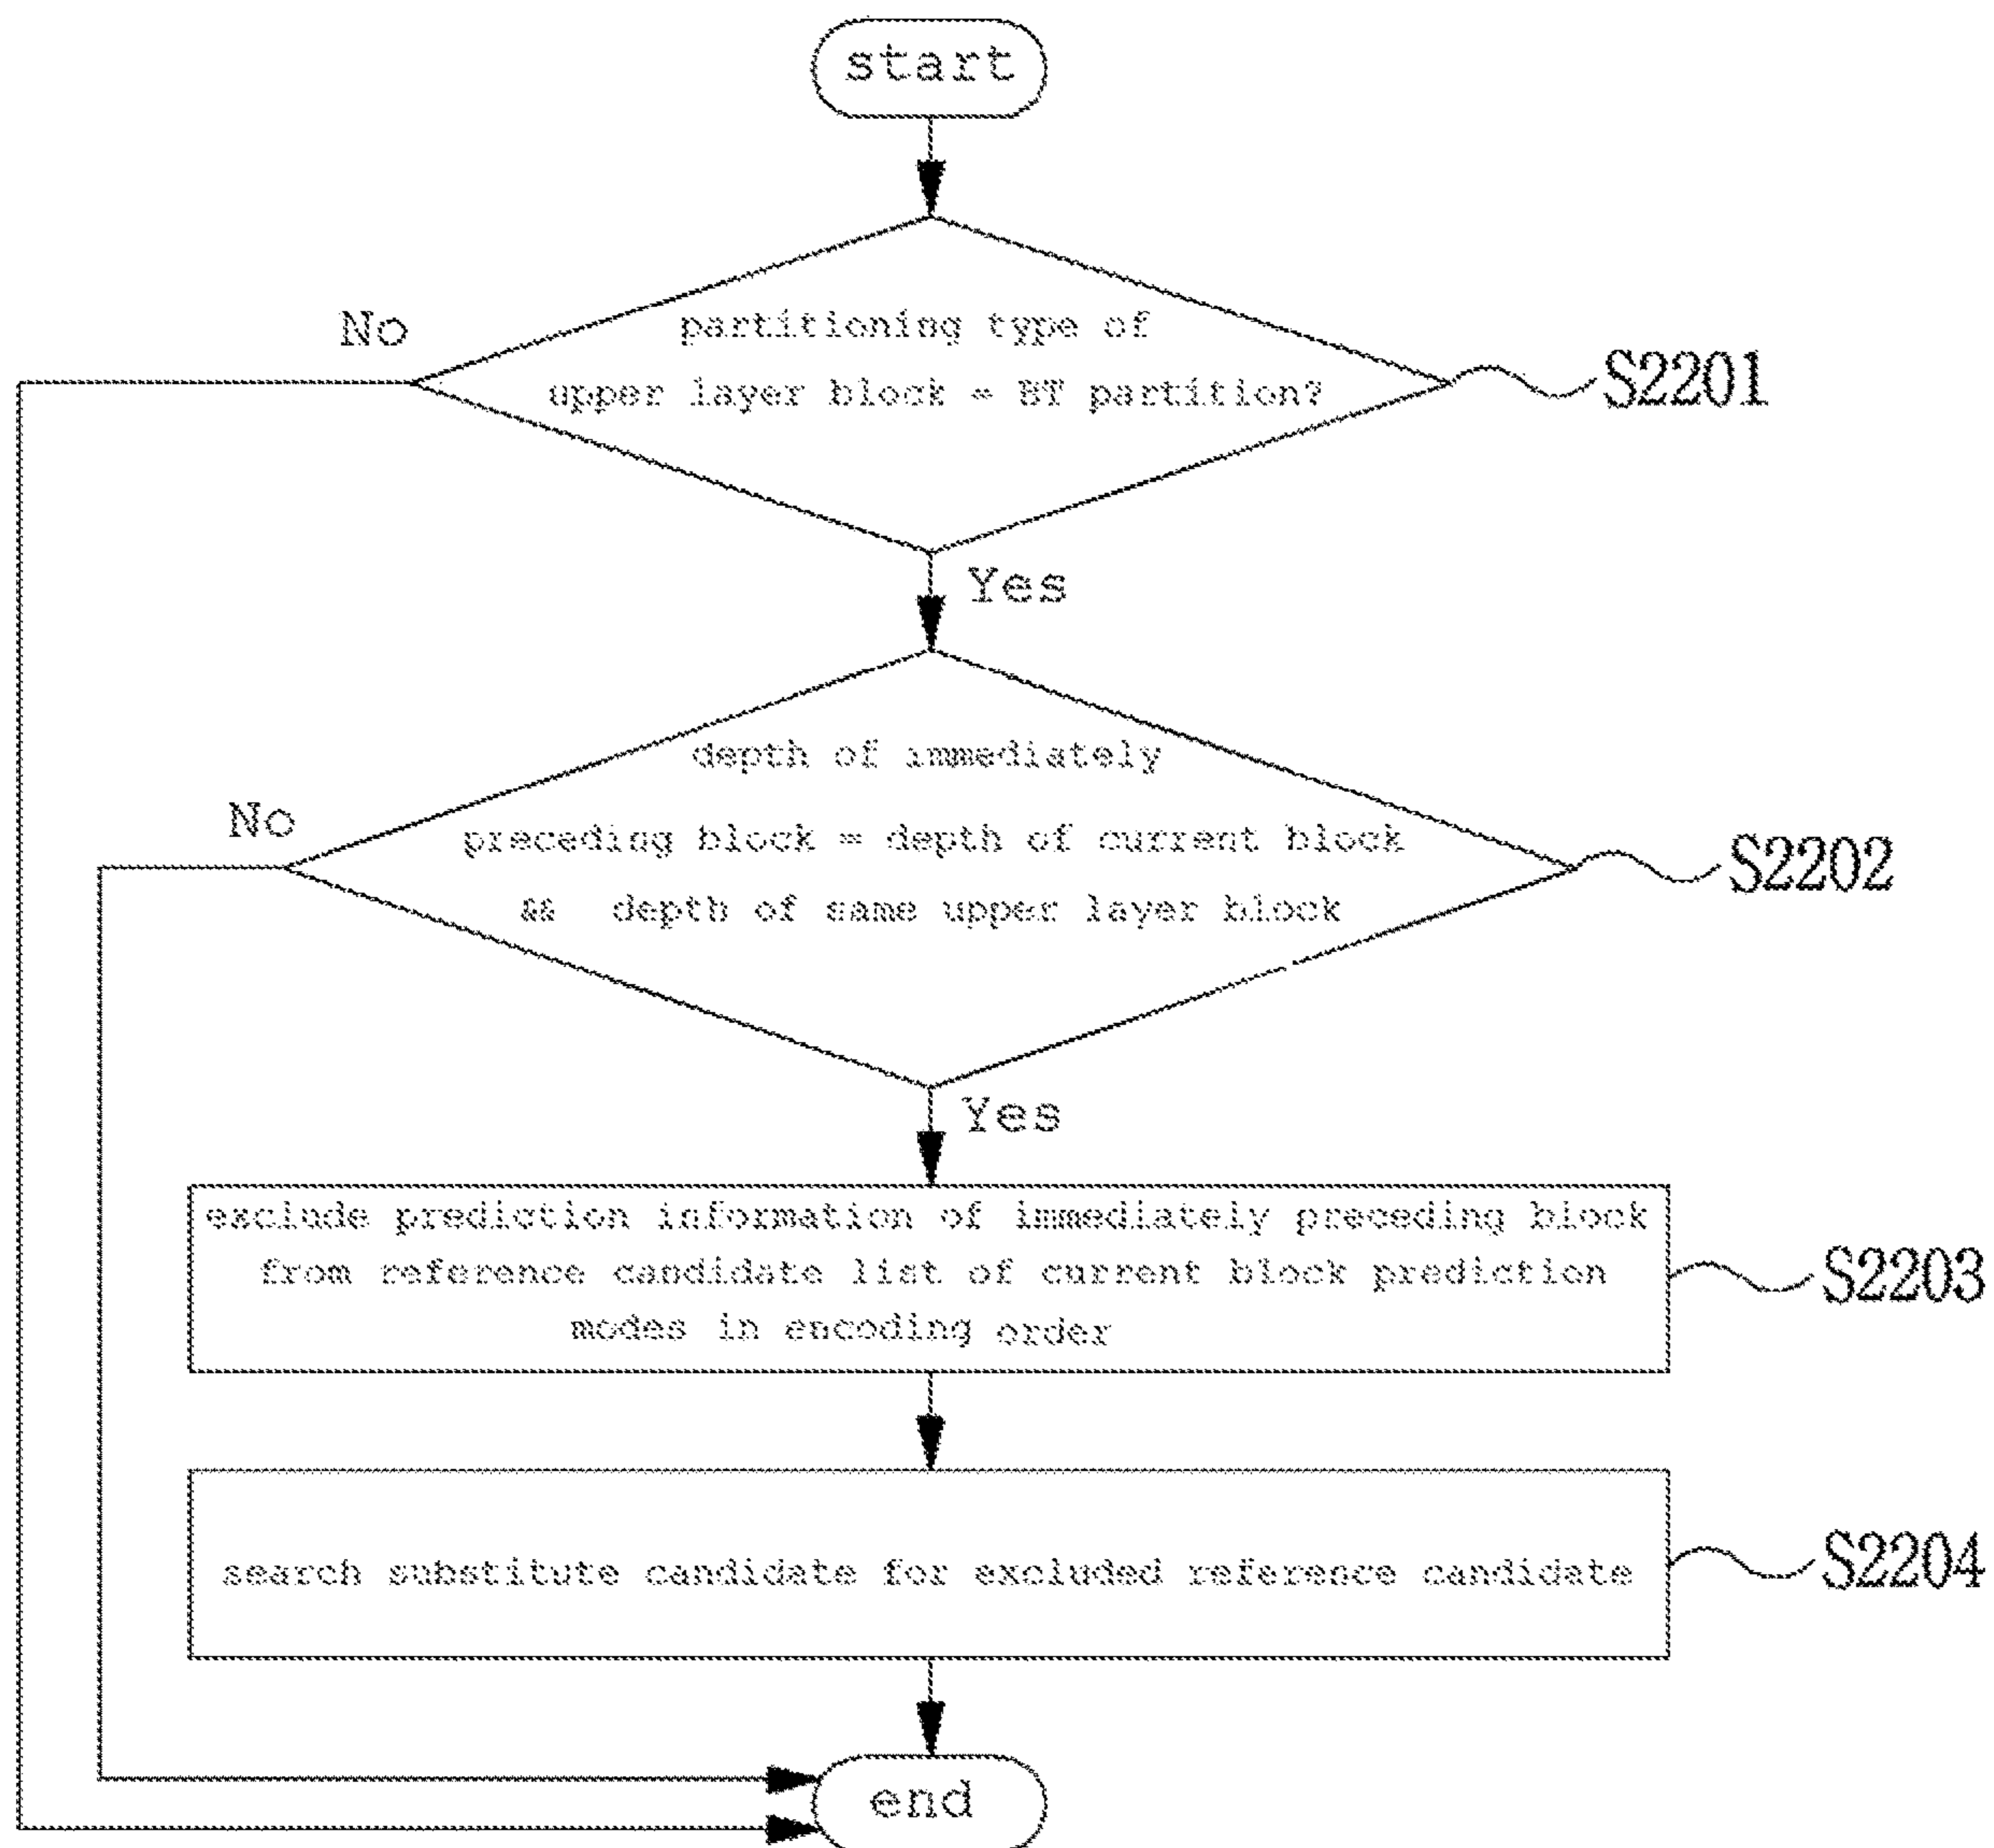 start
partitioning type of
No
upper layer block = BT partition?
S2201
Yes
depth of immediately
No
preceding block = depth of current block
S2202
&& depth of same upper layer block
Yes
exclude prediction information of immediately preceding block
from reference candidate list of current block prediction
modes in encoding order
S2203
search substitute candidate for excluded reference candidate
S2204
end